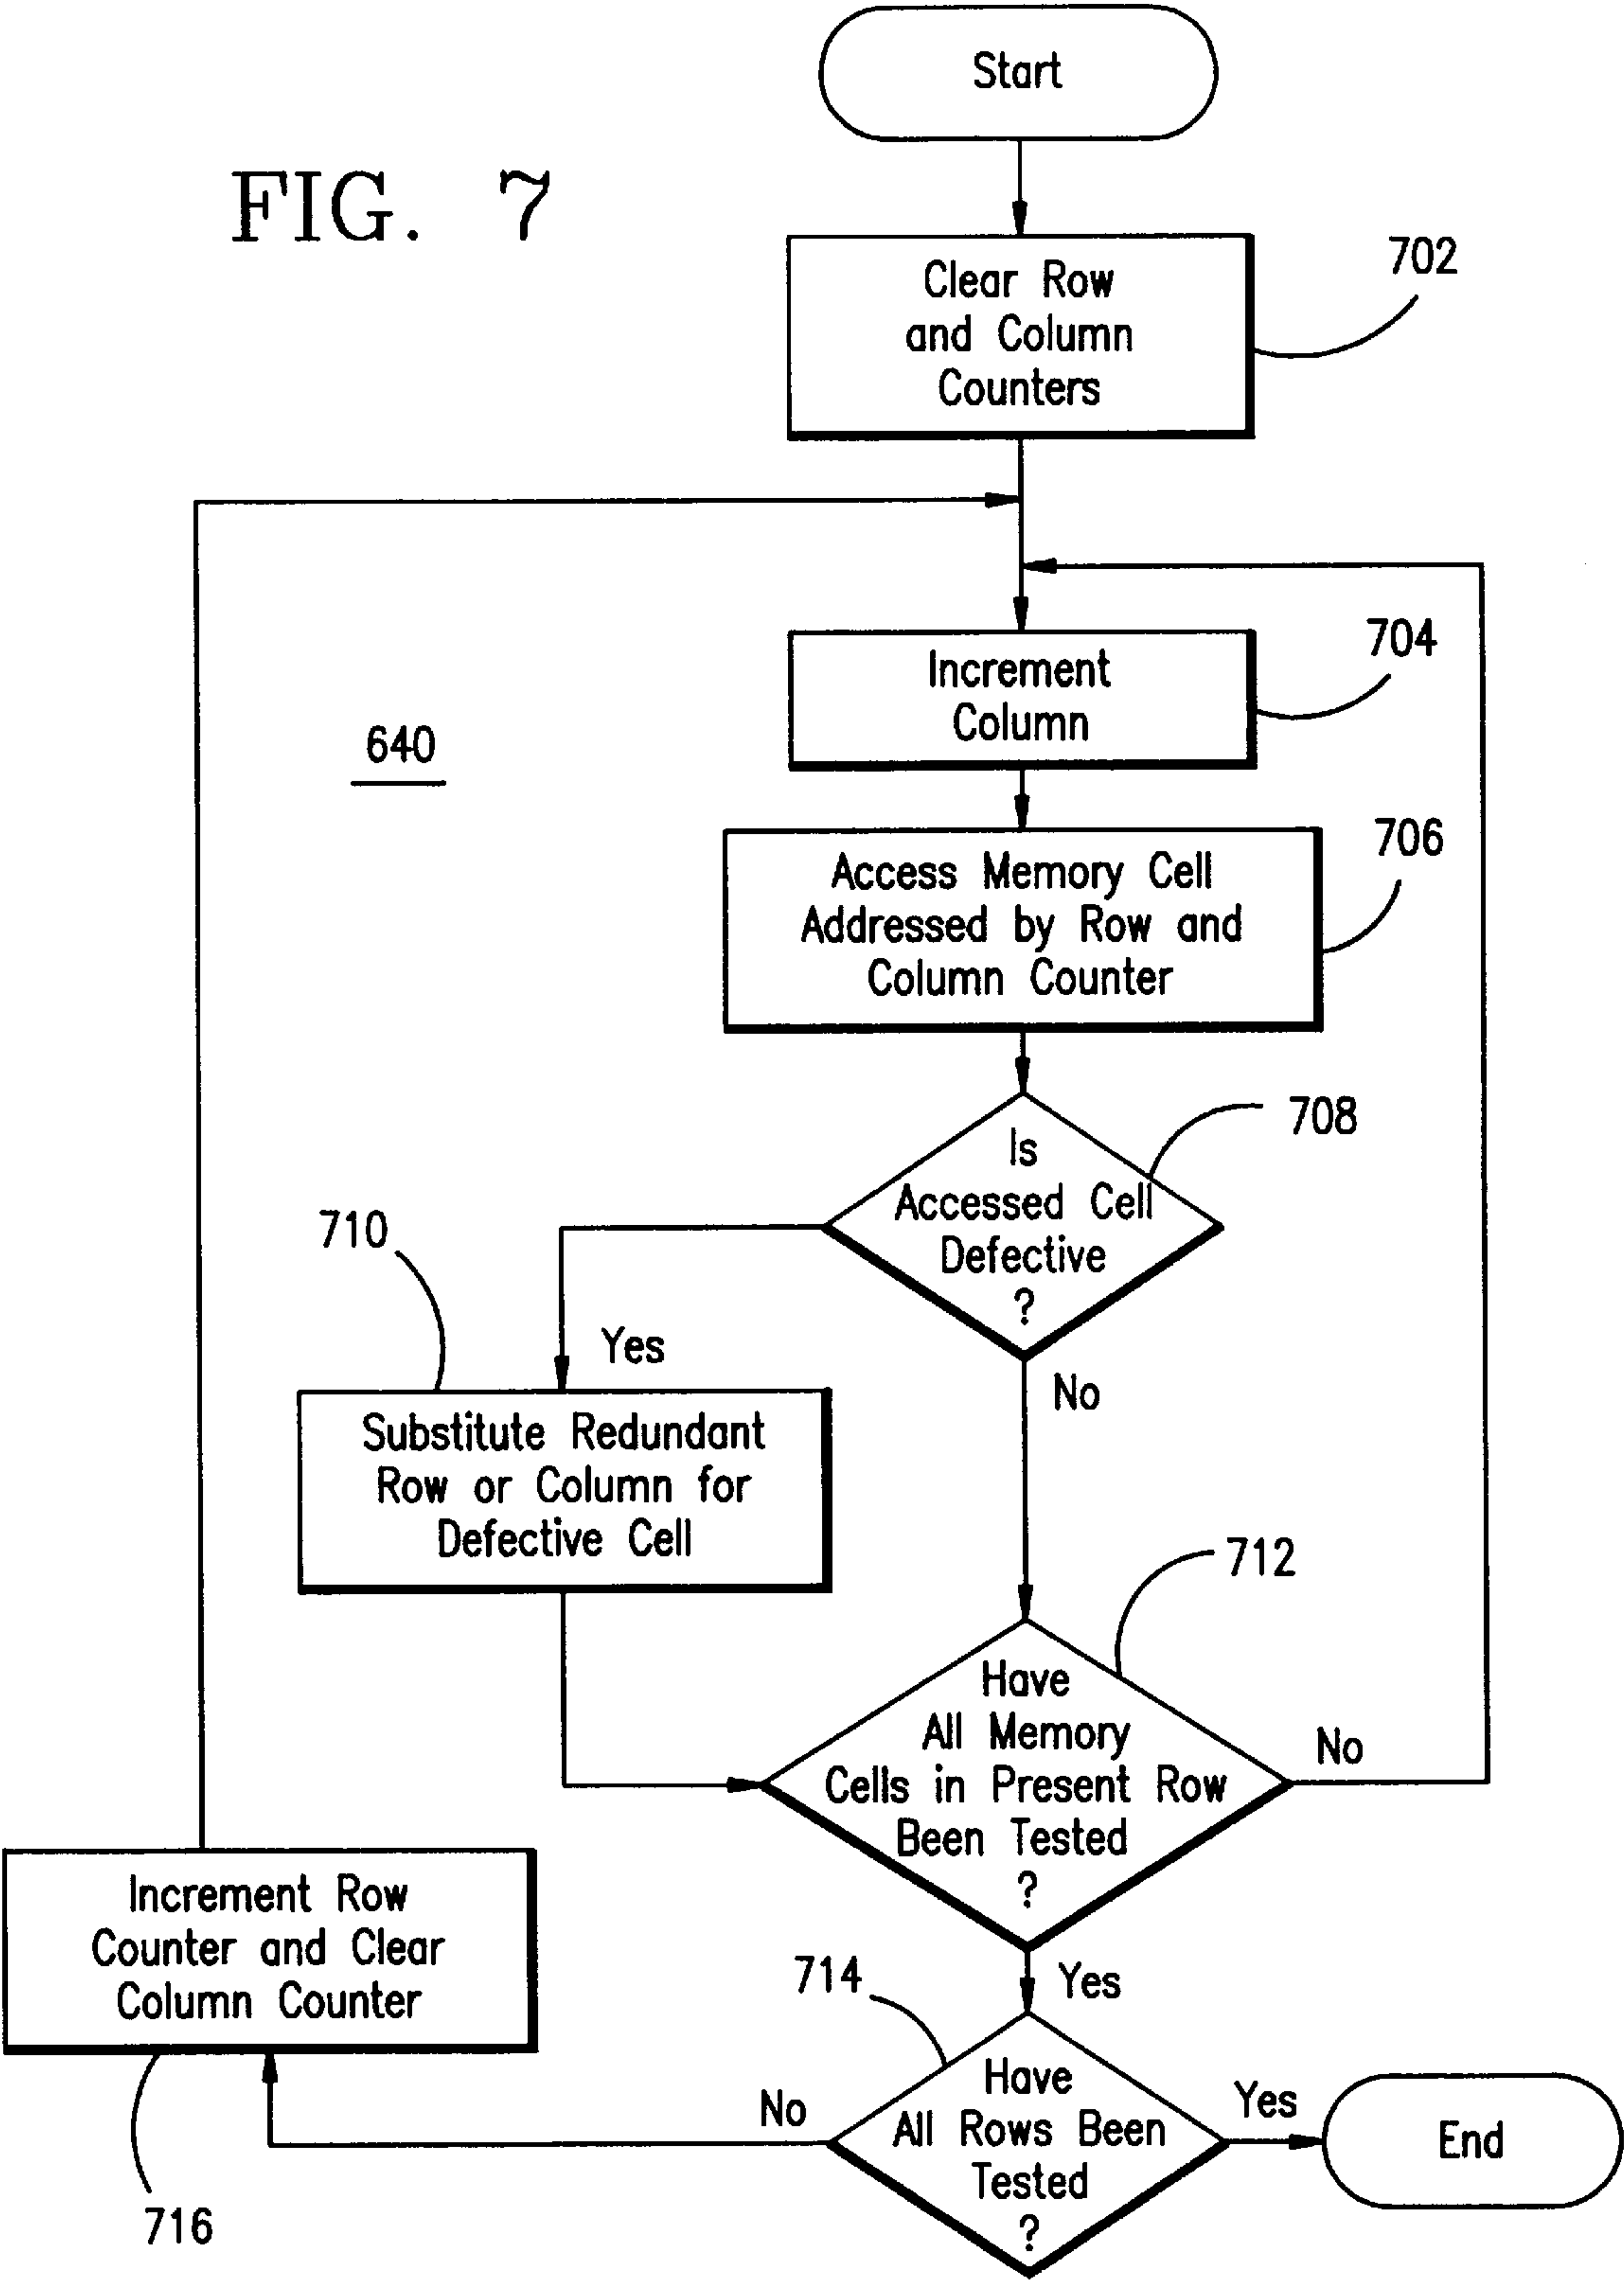 Start
FIG. 7
702
Clear Row
and Column
Counters
704
Increment
Column
640
706
Access Memory Cell
Addressed by Row and
Column Counter
708
Is
Accessed Cell
Defective
?
710
Yes
No
Substitute Redundant
Row or Column for
Defective Cell
712
Have
All Memory
Cells in Present Row
Been Tested
?
No
Increment Row
Counter and Clear
Column Counter
714
Yes
Have
All Rows Been
Tested
?
No
Yes
End
716